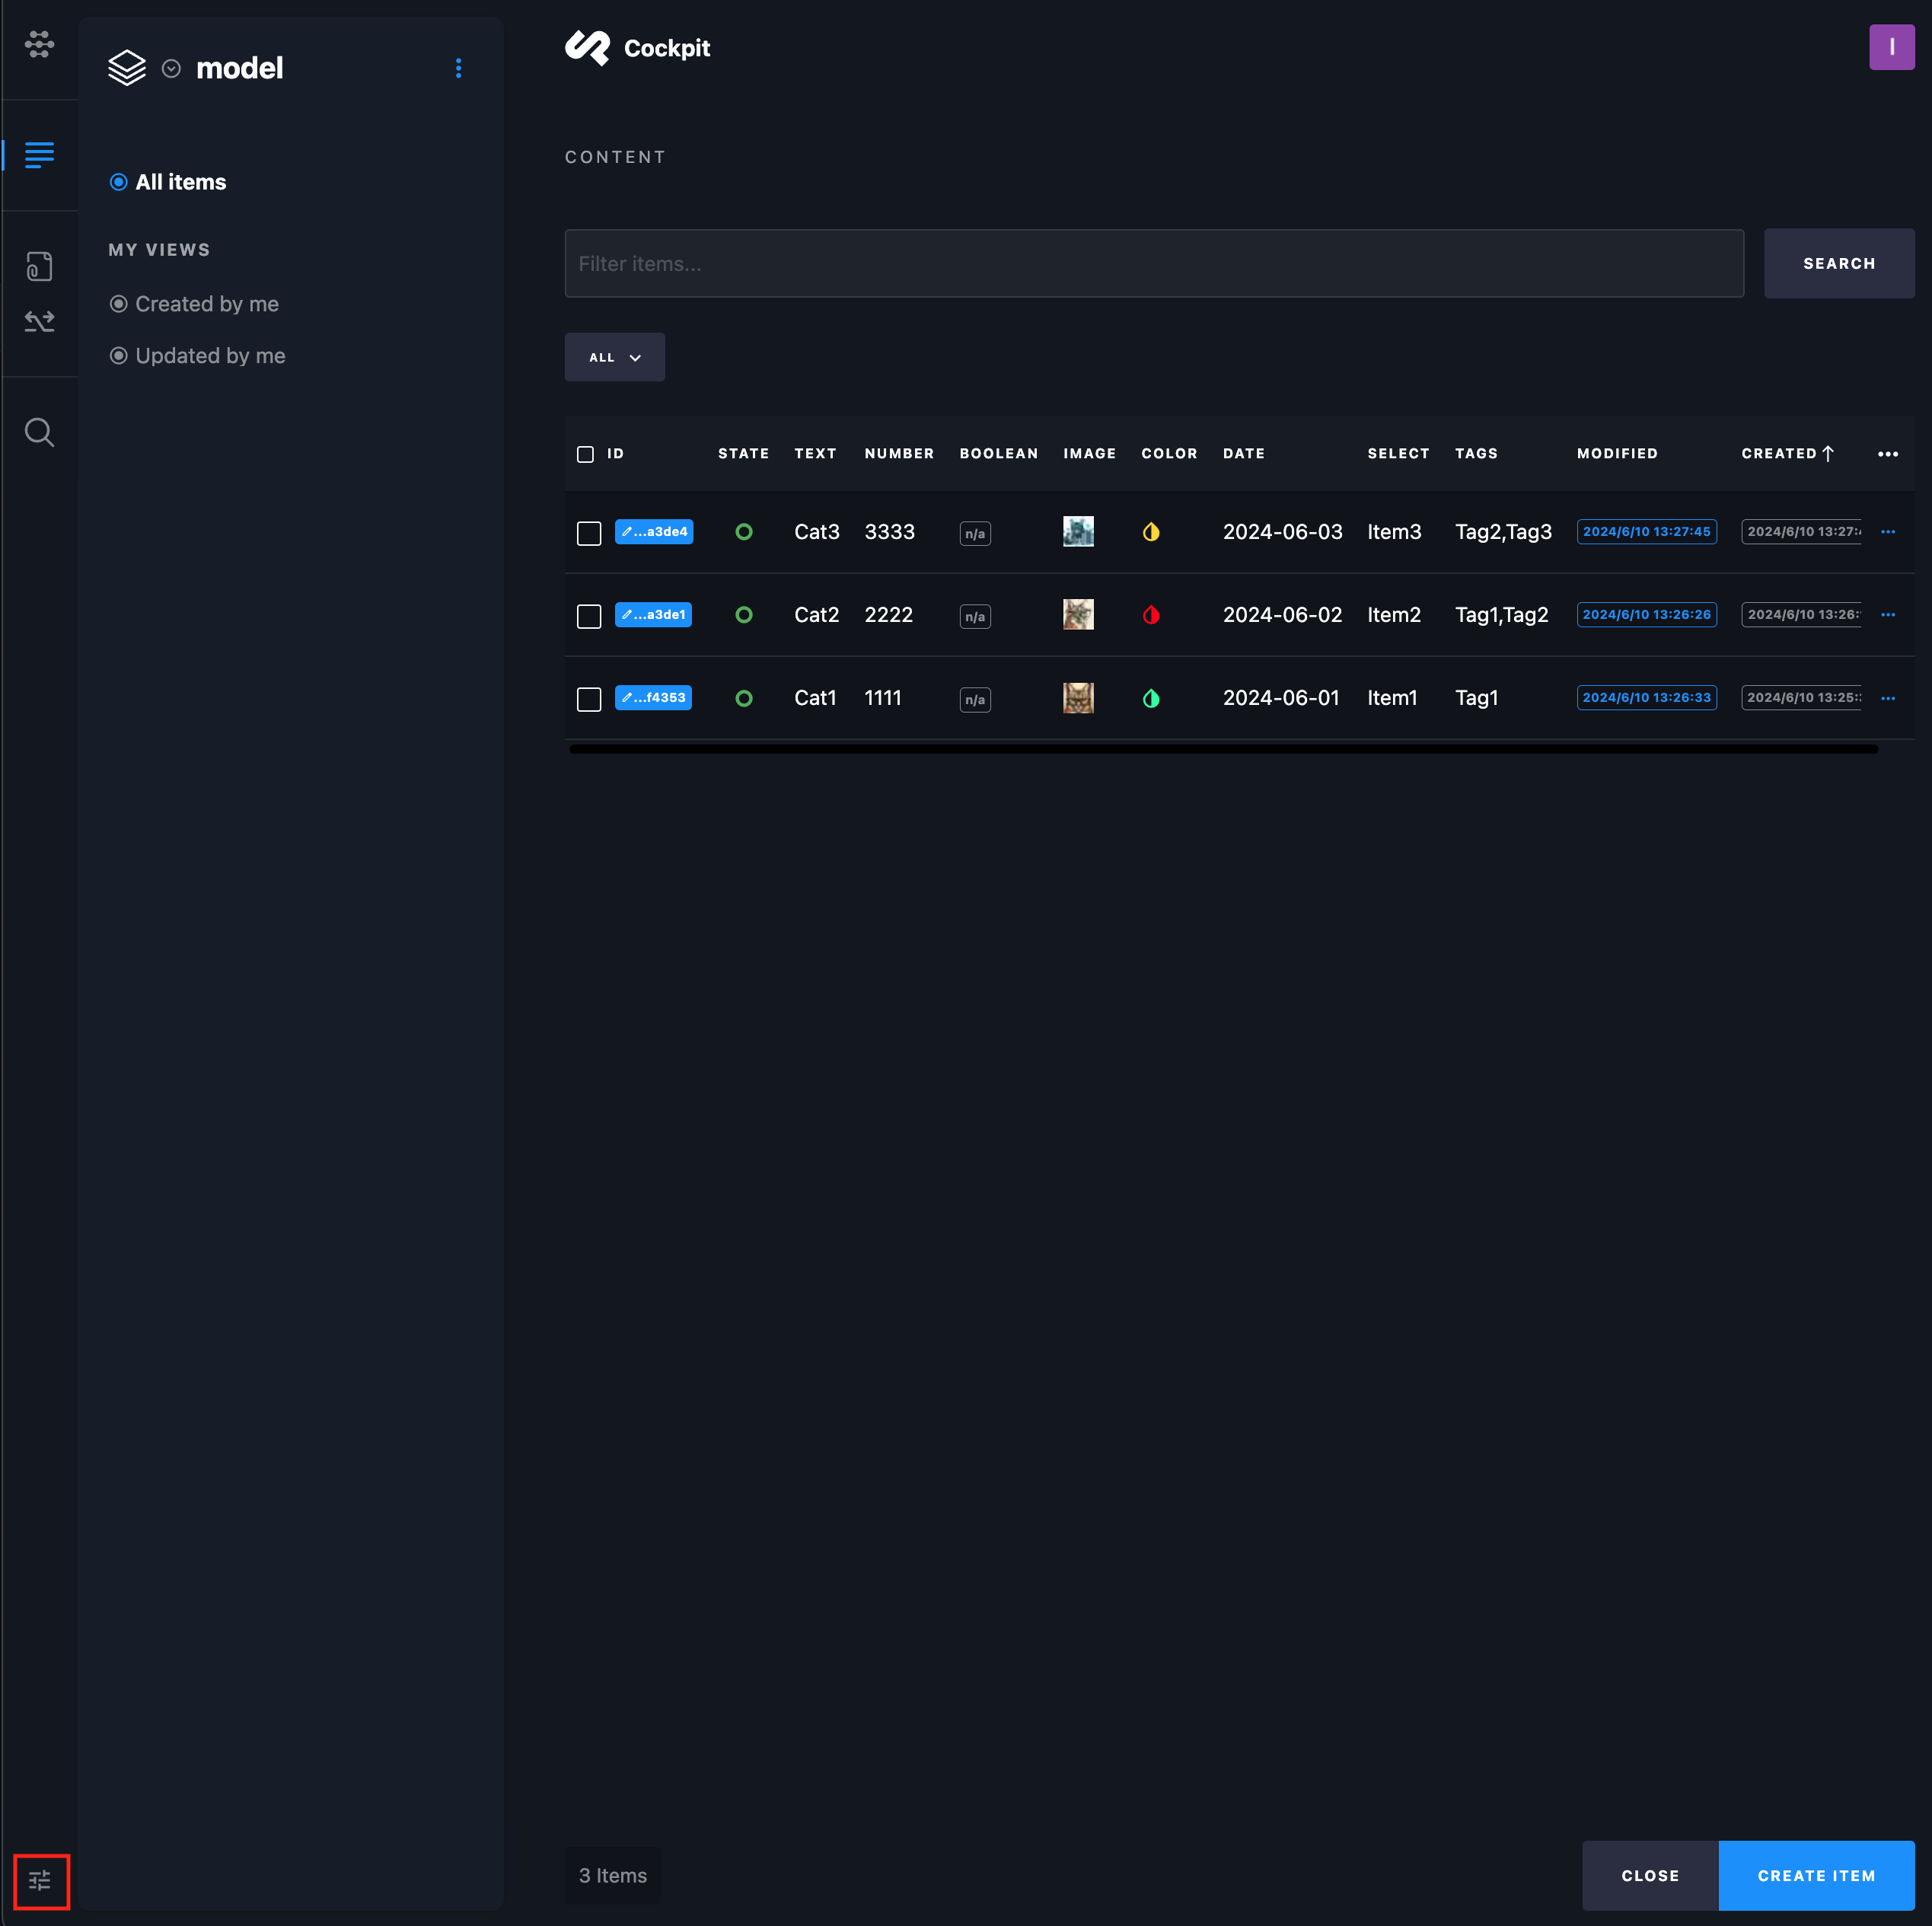 model
Cockpit
I
CONTENT
All items
MY VIEWS
Created by me
Updated by me
Filter items...
SEARCH
ALL
ID STATE TEXT NUMBER BOOLEAN IMAGE COLOR DATE SELECT TAGS MODIFIED CREATED
...a3de4 Cat3 3333 n/a 2024-06-03 Item3 Tag2,Tag3 2024/6/10 13:27:45 2024/6/10 13:27:
...a3de1 Cat2 2222 n/a 2024-06-02 Item2 Tag1,Tag2 2024/6/10 13:26:26 2024/6/10 13:26:
...f4353 Cat1 1111 n/a 2024-06-01 Item1 Tag1 2024/6/10 13:26:33 2024/6/10 13:25:
3 Items
CLOSE
CREATE ITEM